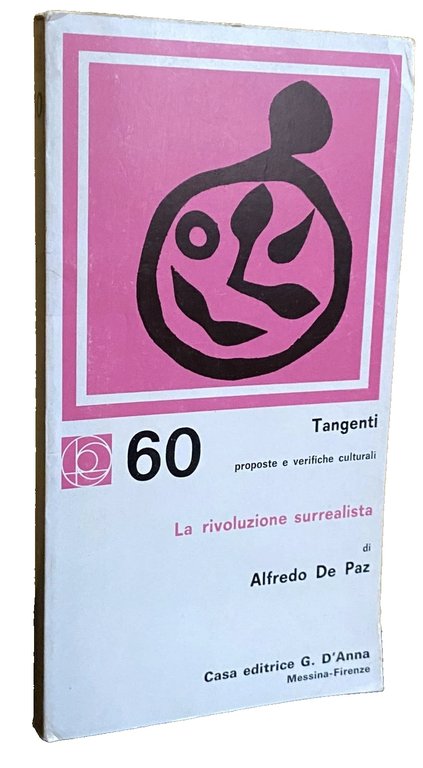 Tangenti
60
proposte e verifiche culturali
La rivoluzione surrealista
di
Alfredo De Paz
Casa editrice G. D'Anna
Messina-Firenze